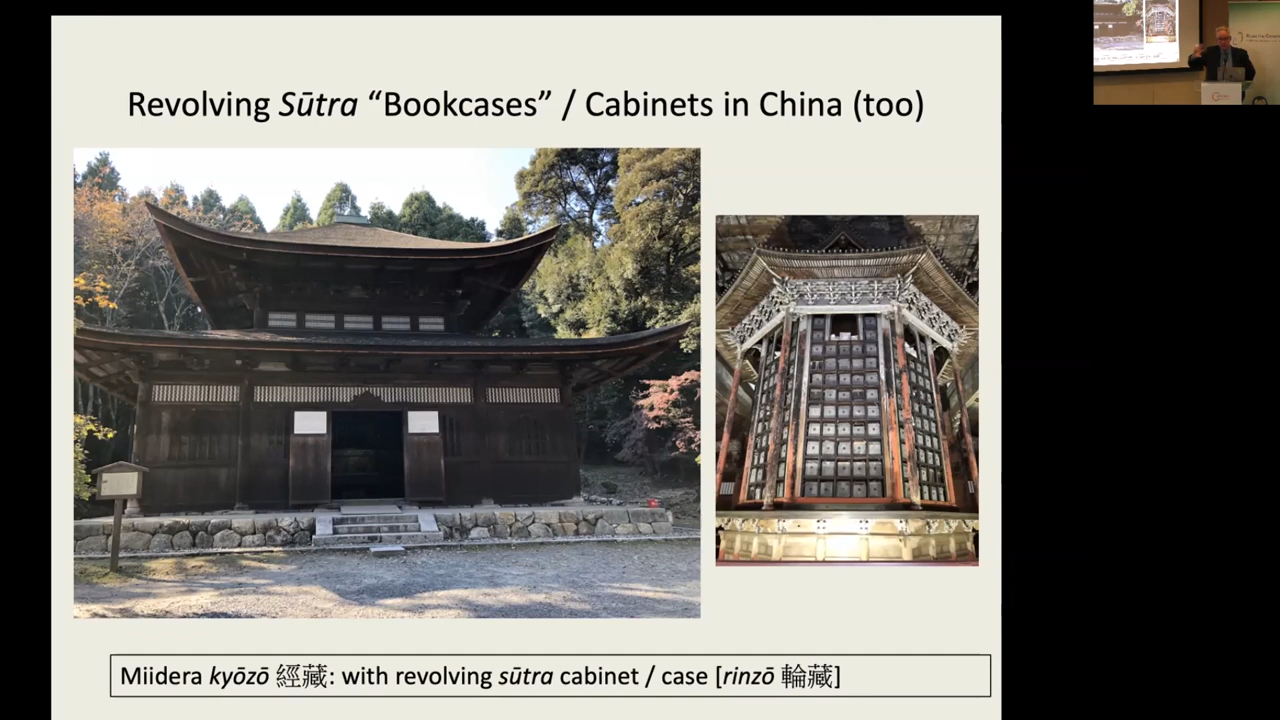 Revolving Sūtra “Bookcases” / Cabinets in China (too)
Miidera kyōzō 經藏: with revolving sūtra cabinet / case [rinzō 輪藏]